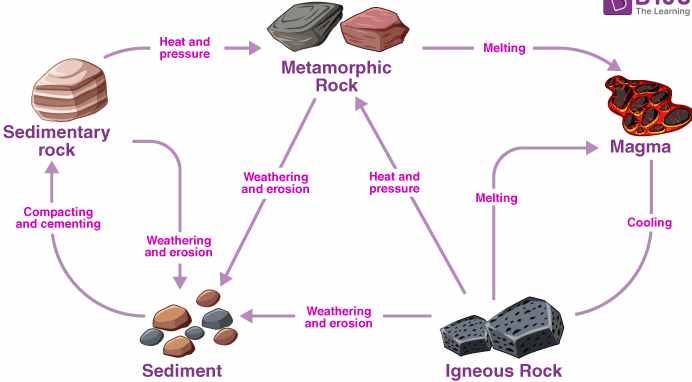 The Learning
Heat and
pressure
Melting
Metamorphic
Rock
Sedimentary
rock
Magma
Weathering
and erosion
Heat and
pressure
Melting
Compacting
and cementing
Cooling
Weathering
and erosion
Weathering
and erosion
Sediment
Igneous Rock